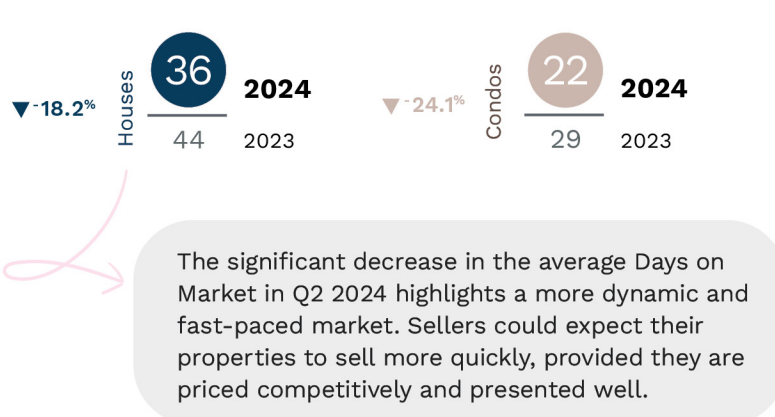 ▼-18.2%
Houses
36
2024
44
2023
▼-24.1%
Condos
22
2024
29
2023
The significant decrease in the average Days on
Market in Q2 2024 highlights a more dynamic and
fast-paced market. Sellers could expect their
properties to sell more quickly, provided they are
priced competitively and presented well.